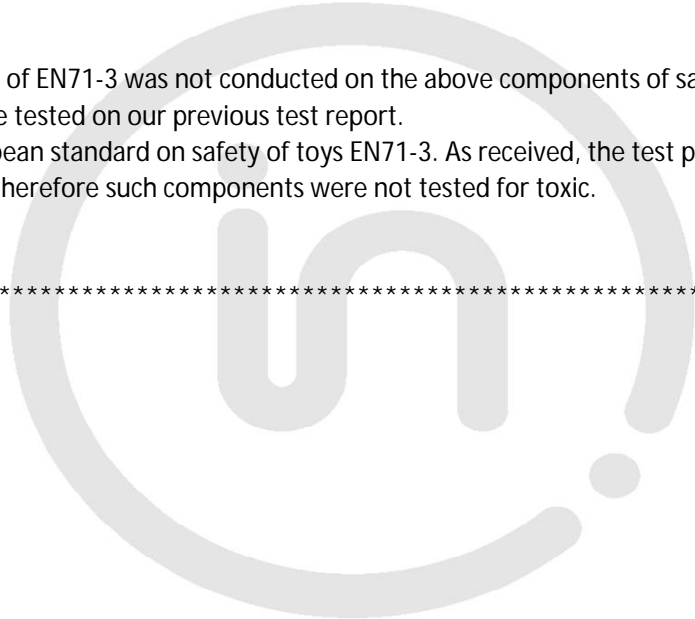 of EN71-3 was not conducted on the above components of sa
e tested on our previous test report.
pean standard on safety of toys EN71-3. As received, the test p
herefore such components were not tested for toxic.
****************************************************
in